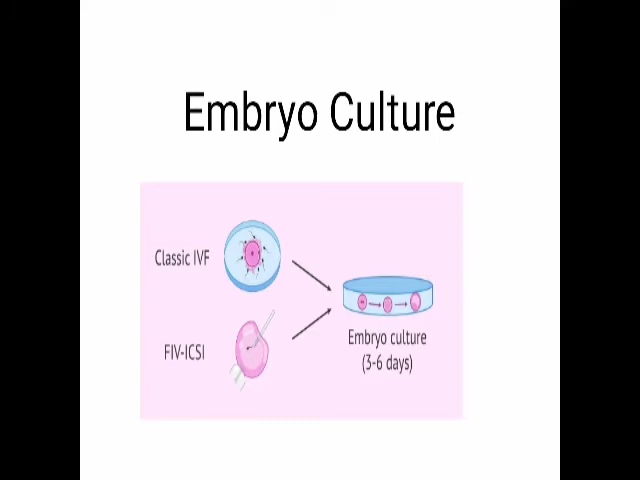 Embryo Culture
Classic IVF
FIV-ICSI
Embryo culture
(3-6 days)